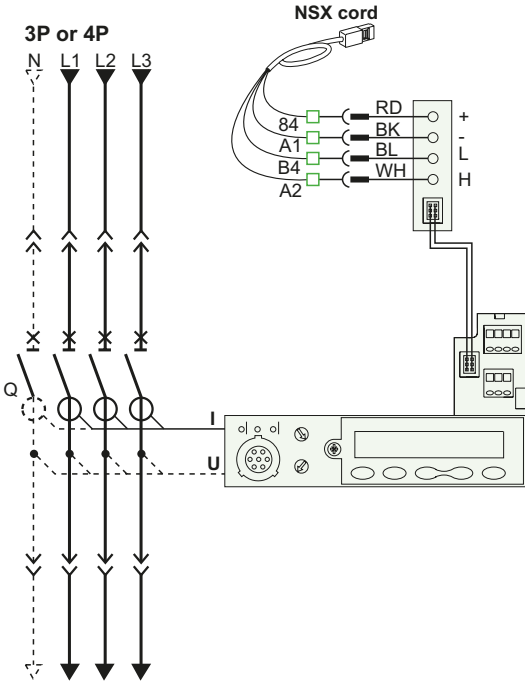 NSX cord
3P or 4P
N L1 L2 L3
84 RD +
A1 BK -
B4 BL L
A2 WH H
Q
I
U